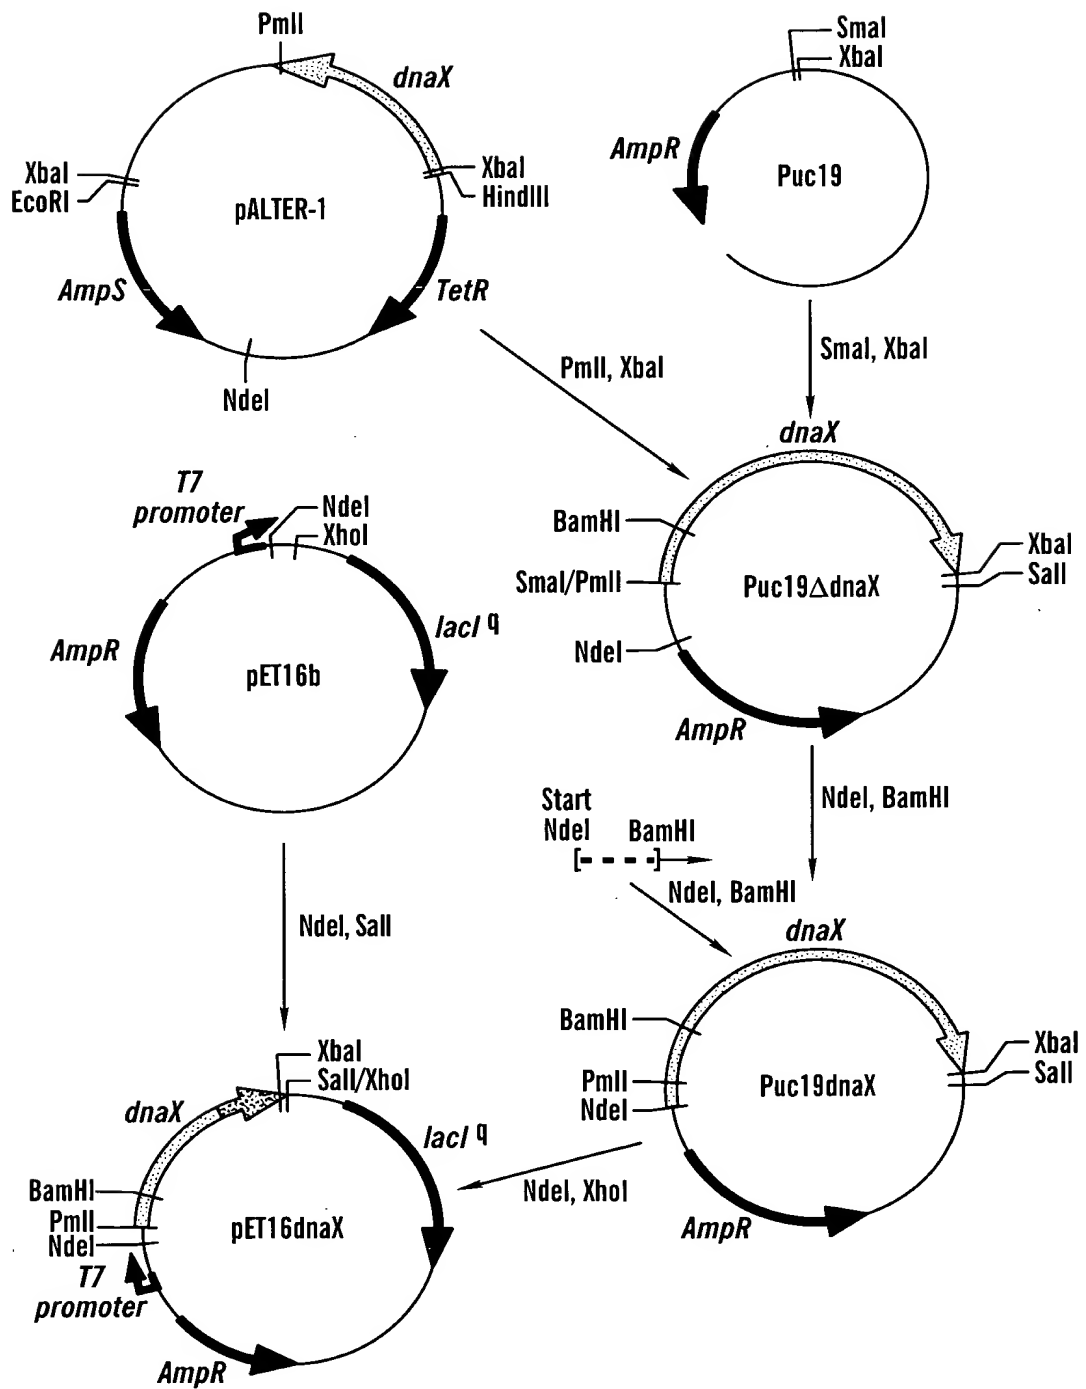 PmlI
dnaX
XbaI
EcoRI
XbaI
HindIII
pALTER-1
AmpS
TetR
NdeI
SmaI
XbaI
AmpR
Puc19
PmlI, XbaI
SmaI, XbaI
T7
promoter
NdeI
XhoI
lacI q
AmpR
pET16b
dnaX
BamHI
SmaI/PmlI
NdeI
XbaI
SalI
Puc19ΔdnaX
AmpR
NdeI, BamHI
Start
NdeI
BamHI
NdeI, BamHI
NdeI, SalI
dnaX
BamHI
PmlI
NdeI
XbaI
SalI
Puc19dnaX
AmpR
NdeI, XhoI
XbaI
SalI/XhoI
dnaX
lacI q
BamHI
PmlI
NdeI
pET16dnaX
T7
promoter
AmpR